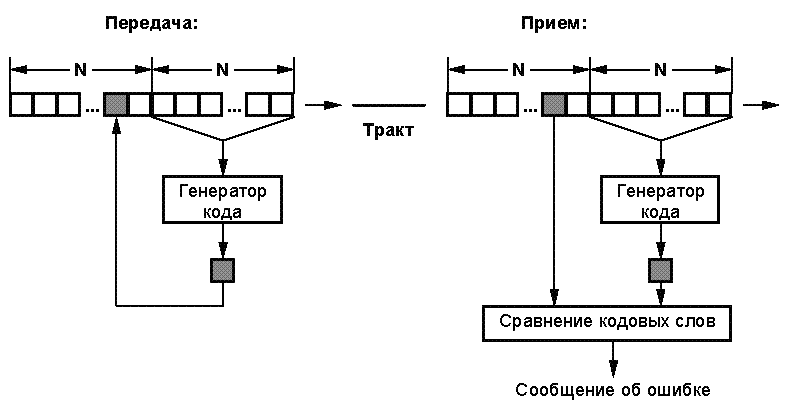 Передача:
Прием:
N
N
N
N
...
...
...
...
Тракт
Генератор
кода
Генератор
кода
Сравнение кодовых слов
Сообщение об ошибке